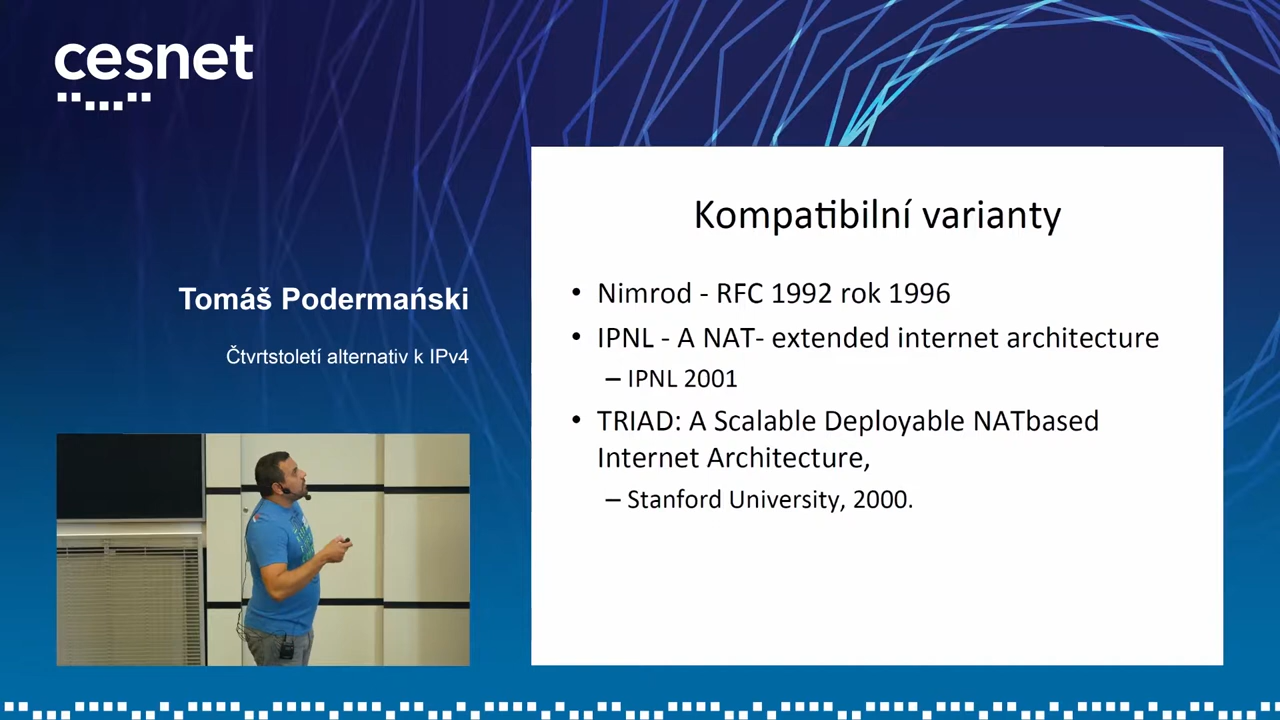 cesnet
Tomáš Podermański
Čtvrtstoletí alternativ k IPv4
Kompatibilní varianty
• Nimrod - RFC 1992 rok 1996
• IPNL - A NAT- extended internet architecture
– IPNL 2001
• TRIAD: A Scalable Deployable NATbased
Internet Architecture,
– Stanford University, 2000.